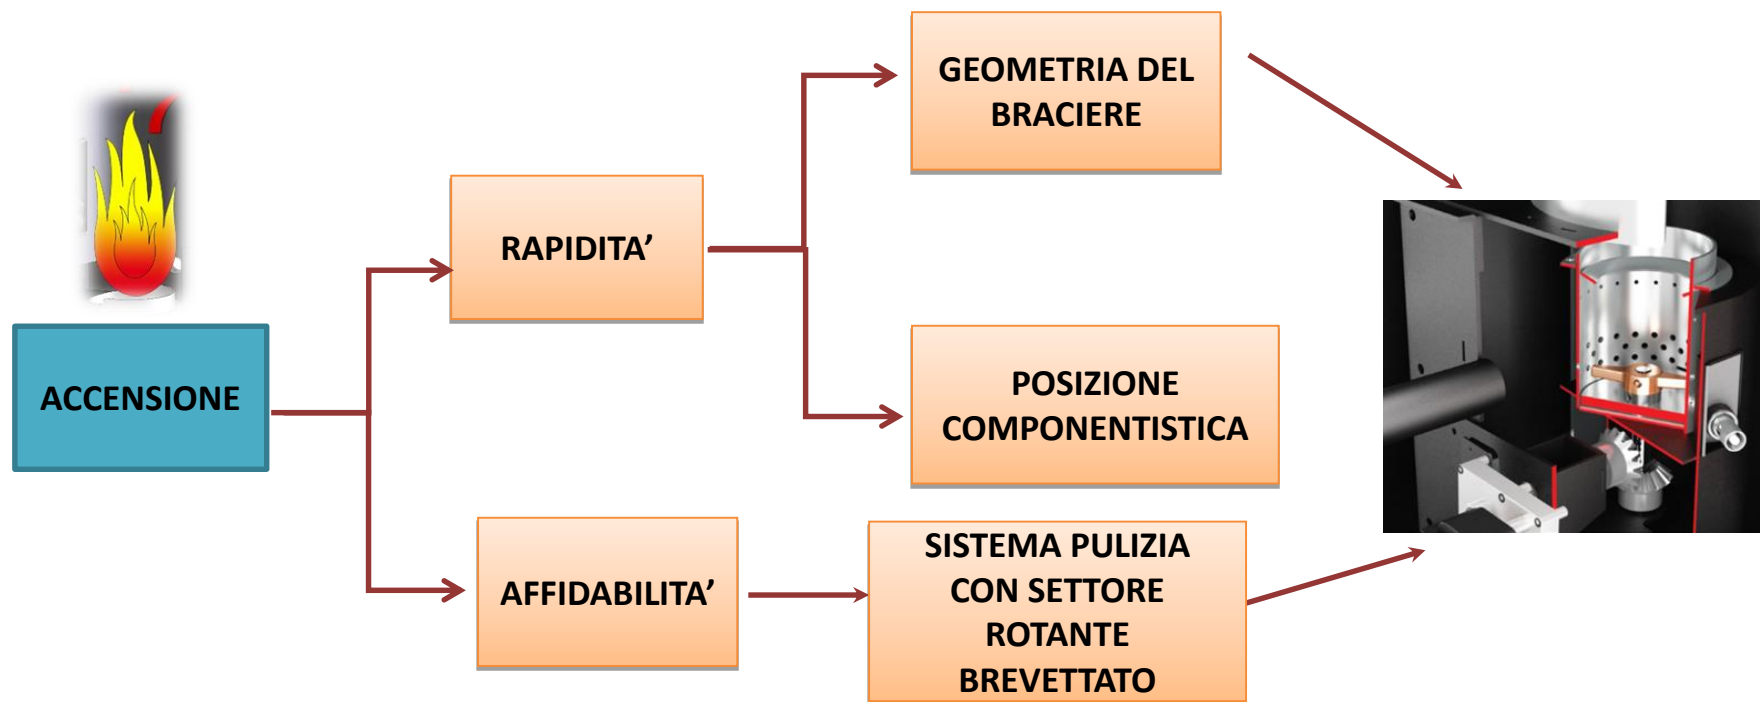 ACCENSIONE
RAPIDITA’
AFFIDABILITA’
GEOMETRIA DEL
BRACIERE
POSIZIONE
COMPONENTISTICA
SISTEMA PULIZIA
CON SETTORE
ROTANTE
BREVETTATO